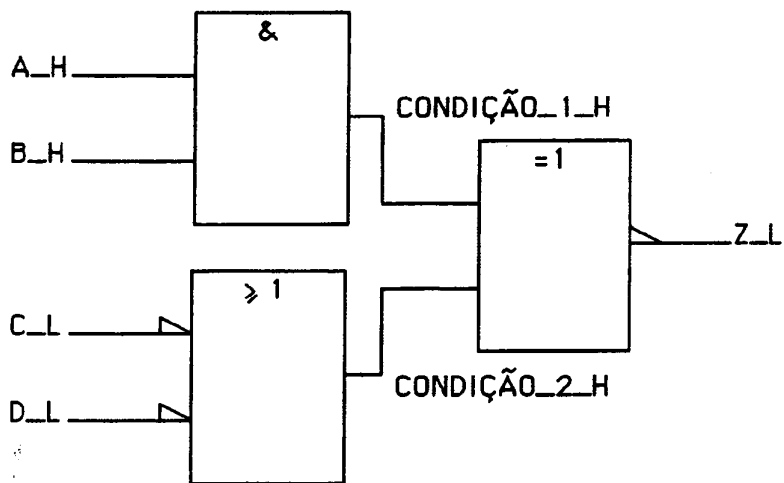 &
A_H
CONDIÇÃO_1_H
B_H
=1
Z_L
≥ 1
C_L
CONDIÇÃO_2_H
D_L